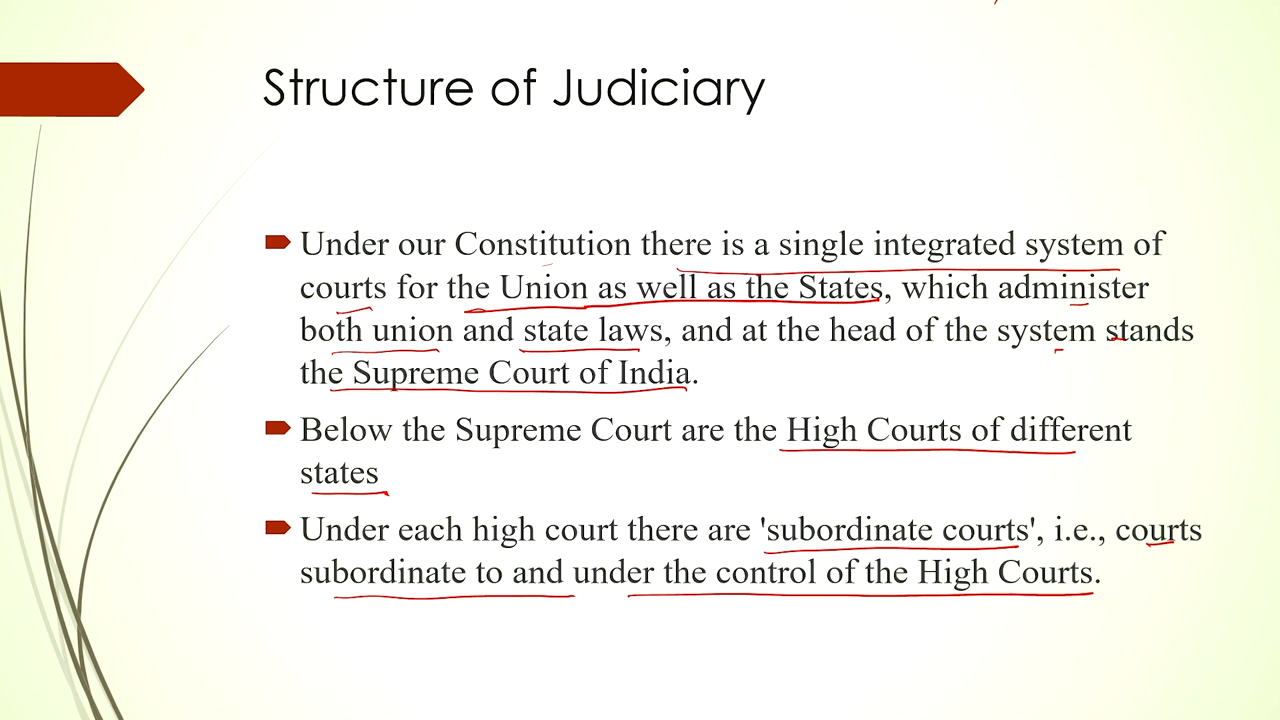 Structure of Judiciary
Under our Constitution there is a single integrated system of
courts for the Union as well as the States, which administer
both union and state laws, and at the head of the system stands
the Supreme Court of India.
Below the Supreme Court are the High Courts of different
states
Under each high court there are 'subordinate courts', i.e., courts
subordinate to and under the control of the High Courts.